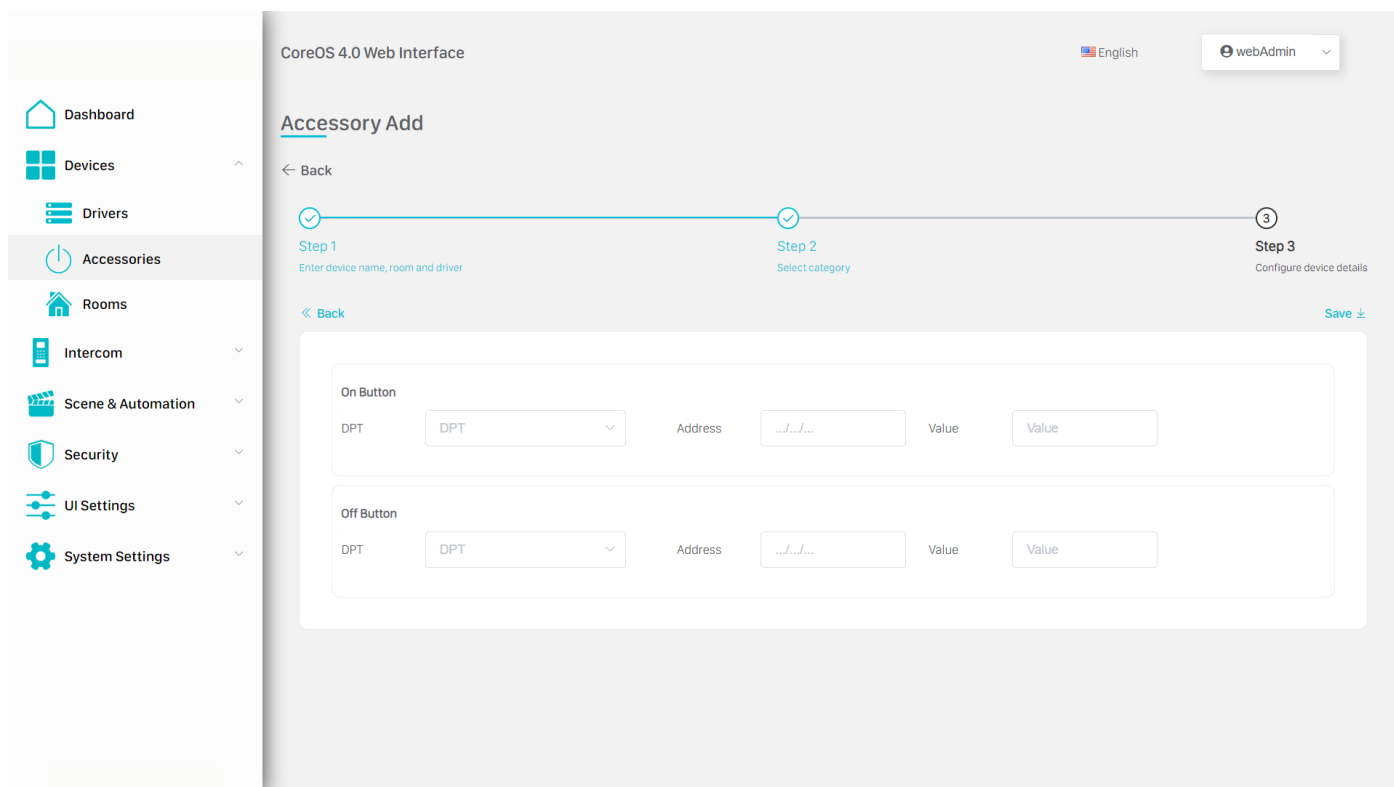 CoreOS 4.0 Web Interface
English
webAdmin
Dashboard
Devices
Drivers
Accessories
Rooms
Intercom
Scene & Automation
Security
UI Settings
System Settings
Accessory Add
Back
3
Step 1
Enter device name, room and driver
Step 2
Select category
Step 3
Configure device details
Back
Save
On Button
DPT DPT Address .../.../... Value Value
Off Button
DPT DPT Address .../.../... Value Value